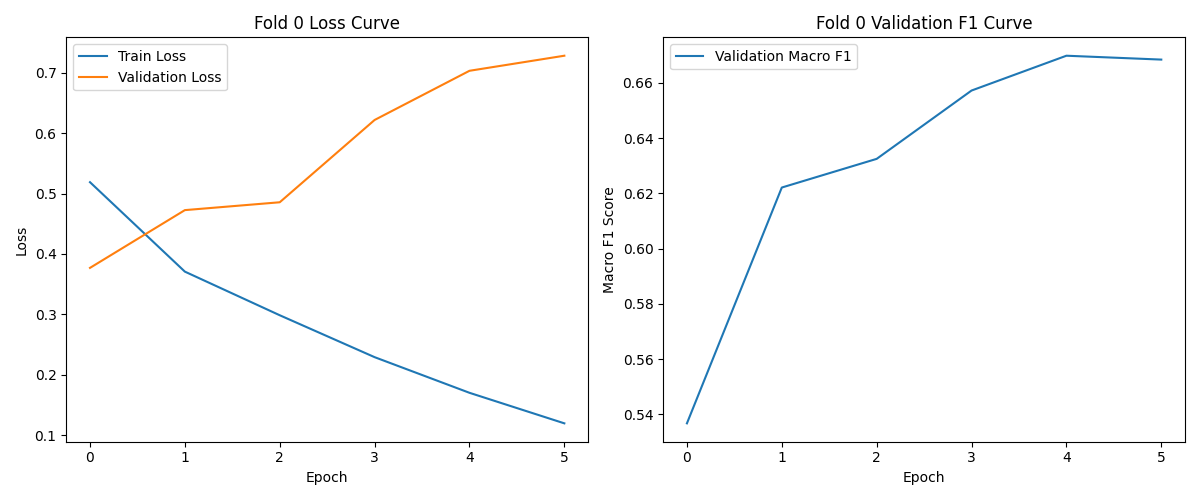 Fold 0 Loss Curve
Train Loss
Validation Loss
0.7
0.6
0.5
0.4
0.3
0.2
0.1
0 1 2 3 4 5
Epoch
Loss
Fold 0 Validation F1 Curve
Validation Macro F1
0.66
0.64
0.62
0.60
0.58
0.56
0.54
0 1 2 3 4 5
Epoch
Macro F1 Score